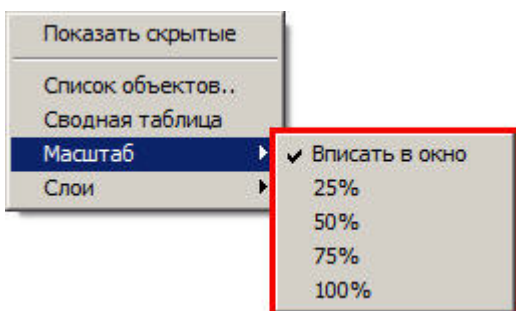 Показать скрытые
Список объектов..
Сводная таблица
Масштаб
Слои
Вписать в окно
25%
50%
75%
100%